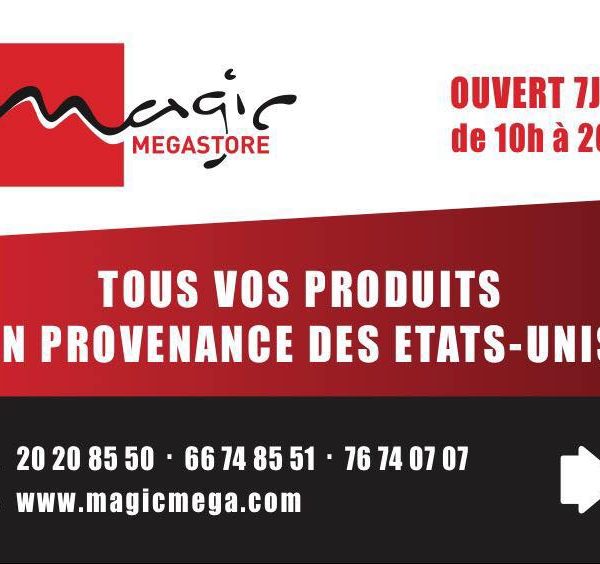 magic
MEGASTORE
OUVERT 7J
de 10h à 20
TOUS VOS PRODUITS
N PROVENANCE DES ETATS-UNIS
20 20 85 50 · 66 74 85 51 · 76 74 07 07
www.magicmega.com